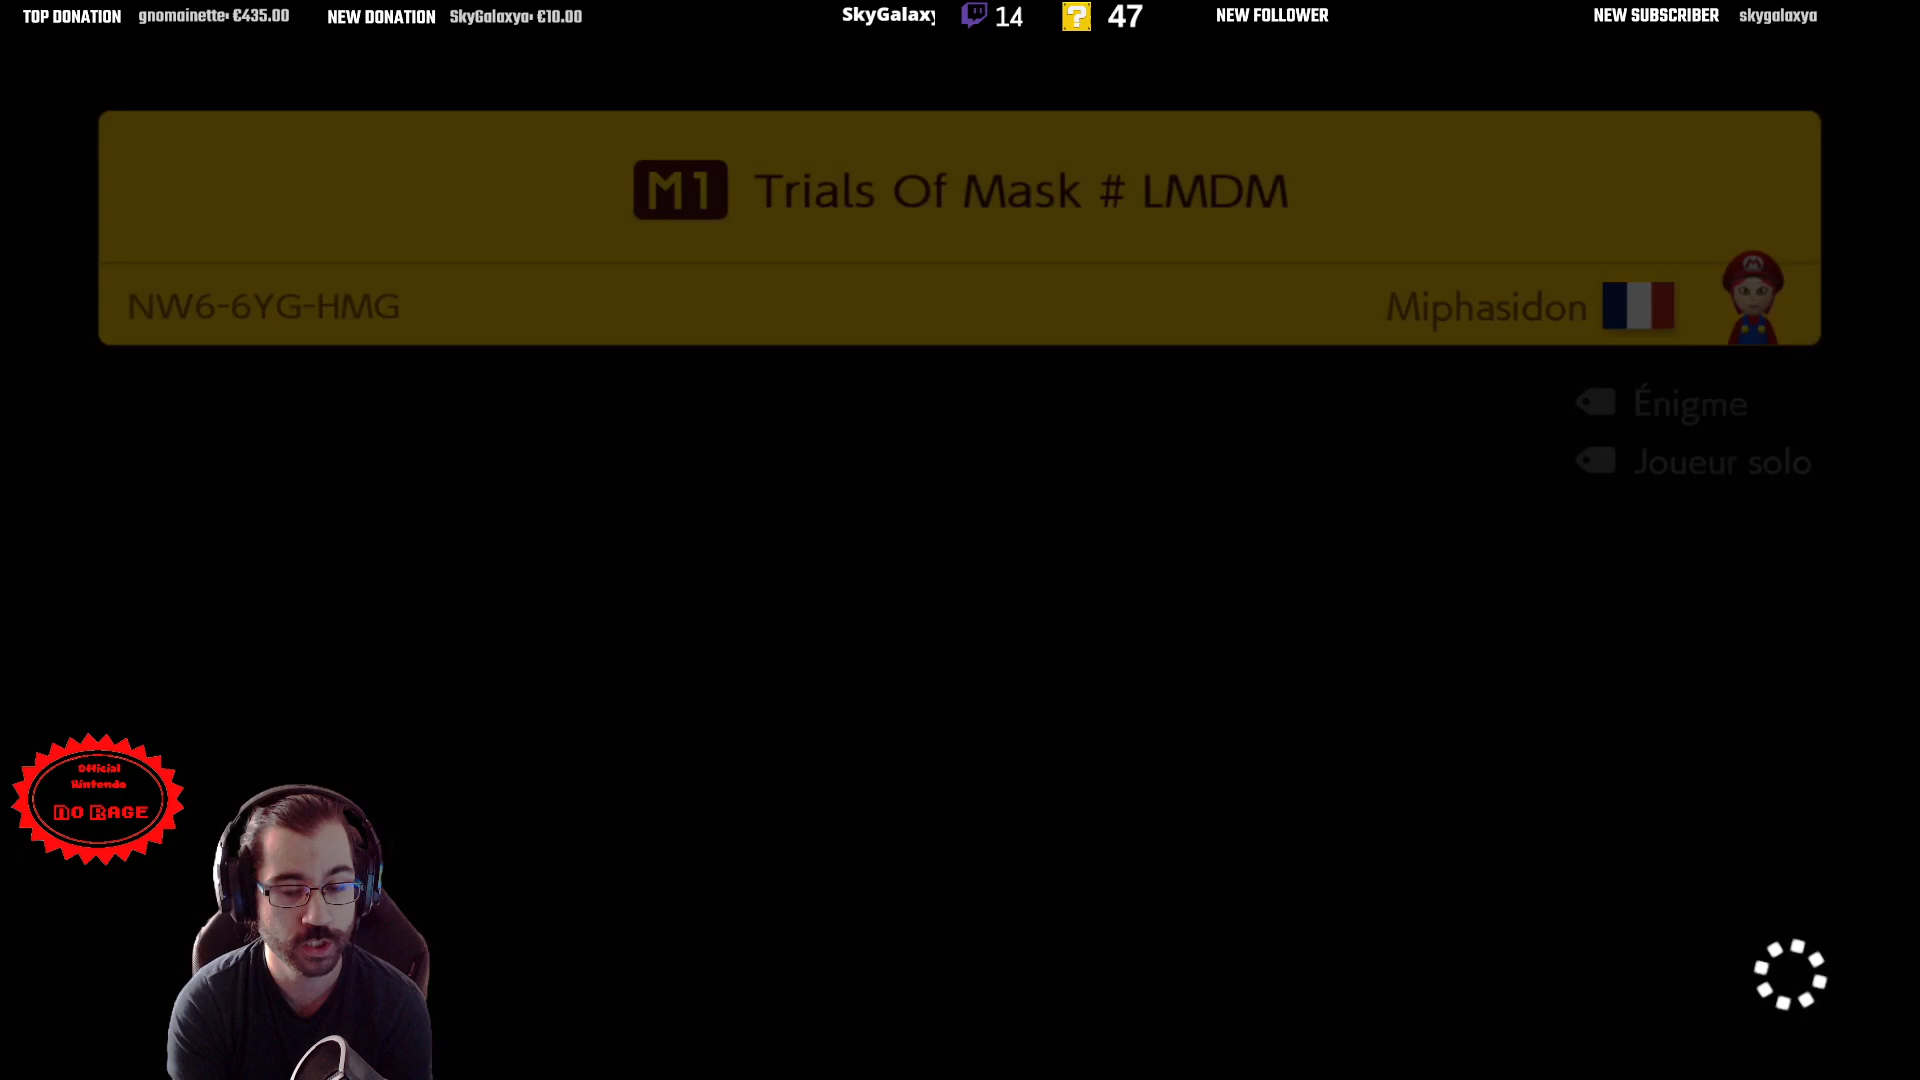 TOP DONATION gnomainette: €435.00 NEW DONATION SkyGalaxya: €10.00 SkyGalaxy 14 47 NEW FOLLOWER NEW SUBSCRIBER skygalaxya
M1 Trials Of Mask # LMDM
NW6-6YG-HMG Miphasidon
Énigme
Joueur solo
Official
Nintendo
No Rage